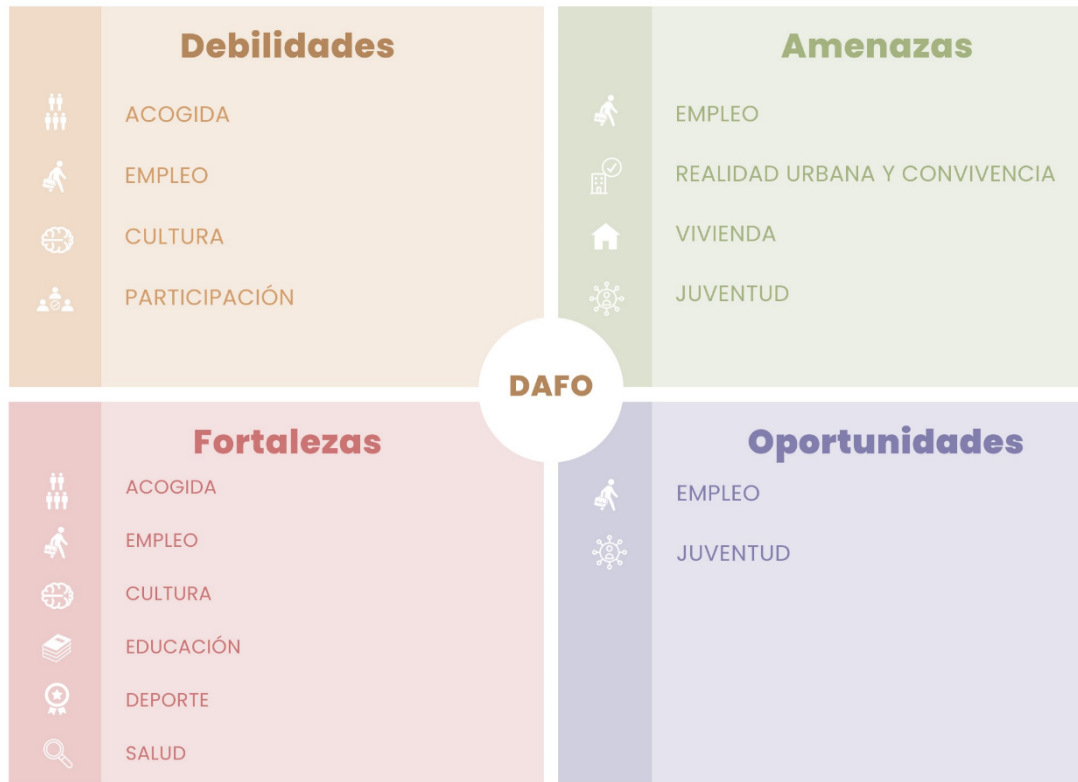 Debilidades
ACOGIDA
EMPLEO
CULTURA
PARTICIPACIÓN
Amenazas
EMPLEO
REALIDAD URBANA Y CONVIVENCIA
VIVIENDA
JUVENTUD
DAFO
Fortalezas
ACOGIDA
EMPLEO
CULTURA
EDUCACIÓN
DEPORTE
SALUD
Oportunidades
EMPLEO
JUVENTUD